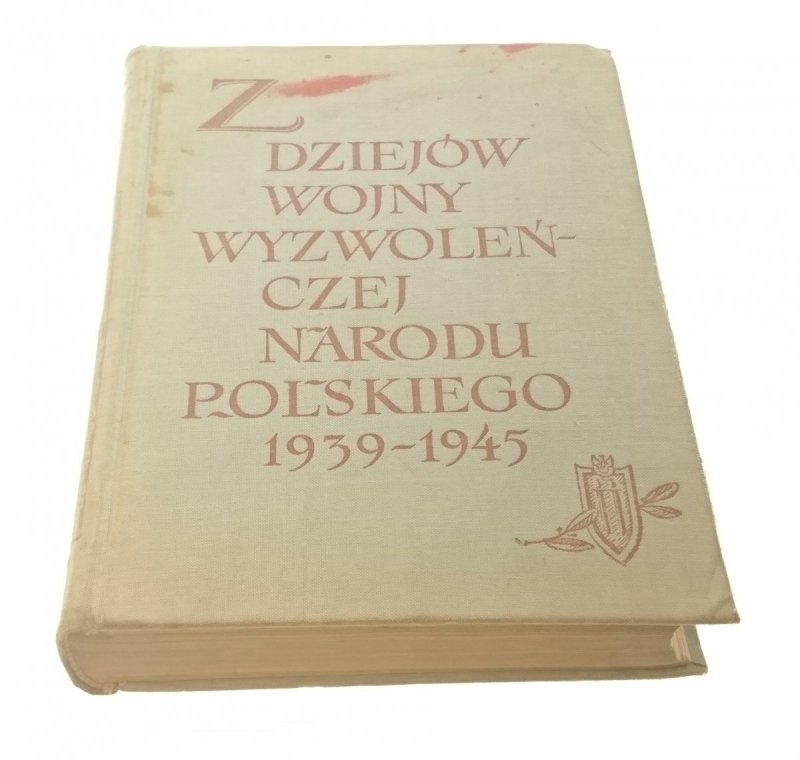 Z
DZIEJÓW
WOJNY
WYZWOLEŃ-
CZEJ
NARODU
POLSKIEGO
1939-1945